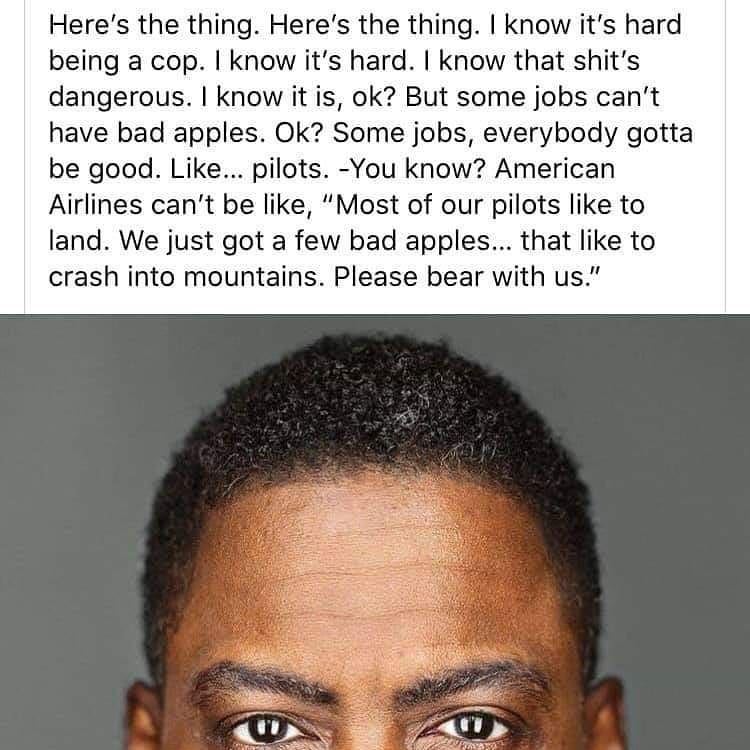 Here’s the thing. Here’s the thing. I know it’s hard
being a cop. I know it’s hard. I know that shit’s
dangerous. I know it is, ok? But some jobs can’t
have bad apples. Ok? Some jobs, everybody gotta
be good. Like... pilots. -You know? American
Airlines can’t be like, “Most of our pilots like to
land. We just got a few bad apples... that like to
crash into mountains. Please bear with us.”